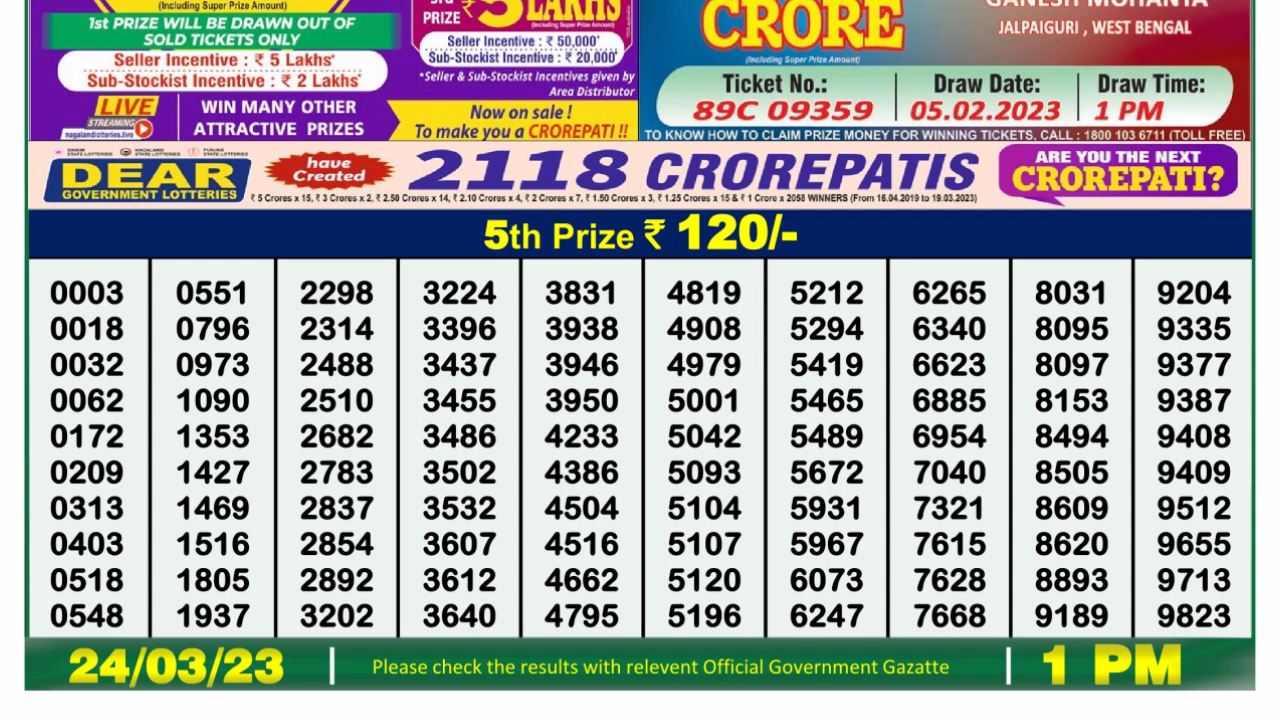 (Including Super Prize Amount)
1st PRIZE WILL BE DRAWN OUT OF
SOLD TICKETS ONLY
Seller Incentive : ₹ 5 Lakhs*
Sub-Stockist Incentive : ₹ 2 Lakhs*
LIVE
STREAMING
nagalandlotteries.live
WIN MANY OTHER
ATTRACTIVE PRIZES
PRIZE ₹ 5 LAKHS
(Including Super Prize Amount)
Seller Incentive : ₹ 50,000*
Sub-Stockist Incentive : ₹ 20,000*
*Seller & Sub-Stockist Incentives given by
Area Distributor
Now on sale !
To make you a CROREPATI !!
CRORE
(Including Super Prize Amount)
GANESH MOHANTA
JALPAIGURI , WEST BENGAL
Ticket No.: Draw Date: Draw Time:
89C 09359 05.02.2023 1 PM
TO KNOW HOW TO CLAIM PRIZE MONEY FOR WINNING TICKETS, CALL : 1800 103 6711 (TOLL FREE)
SIKKIM STATE LOTTERIES NAGALAND STATE LOTTERIES PUNJAB STATE LOTTERIES
DEAR
GOVERNMENT LOTTERIES
have
Created
2118 CROREPATIS
₹ 5 Crores x 15, ₹ 3 Crores x 2, ₹ 2.50 Crores x 14, ₹ 2.10 Crores x 4, ₹ 2 Crores x 7, ₹ 1.50 Crores x 3, ₹ 1.25 Crores x 15 & ₹ 1 Crore x 2058 WINNERS (From 16.04.2019 to 19.03.2023)
ARE YOU THE NEXT
CROREPATI?
5th Prize ₹ 120/-
0003 0551 2298 3224 3831 4819 5212 6265 8031 9204
0018 0796 2314 3396 3938 4908 5294 6340 8095 9335
0032 0973 2488 3437 3946 4979 5419 6623 8097 9377
0062 1090 2510 3455 3950 5001 5465 6885 8153 9387
0172 1353 2682 3486 4233 5042 5489 6954 8494 9408
0209 1427 2783 3502 4386 5093 5672 7040 8505 9409
0313 1469 2837 3532 4504 5104 5931 7321 8609 9512
0403 1516 2854 3607 4516 5107 5967 7615 8620 9655
0518 1805 2892 3612 4662 5120 6073 7628 8893 9713
0548 1937 3202 3640 4795 5196 6247 7668 9189 9823
24/03/23 Please check the results with relevent Official Government Gazatte 1 PM